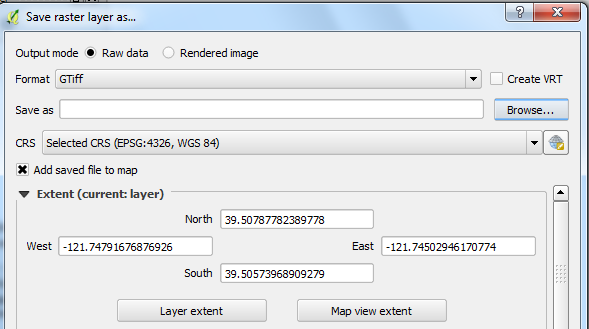 Save raster layer as...
Output mode Raw data Rendered image
Format GTiff Create VRT
Save as Browse...
CRS Selected CRS (EPSG:4326, WGS 84)
Add saved file to map
Extent (current: layer)
North 39.50787782389778
West -121.74791676876926 East -121.74502946170774
South 39.50573968909279
Layer extent Map view extent